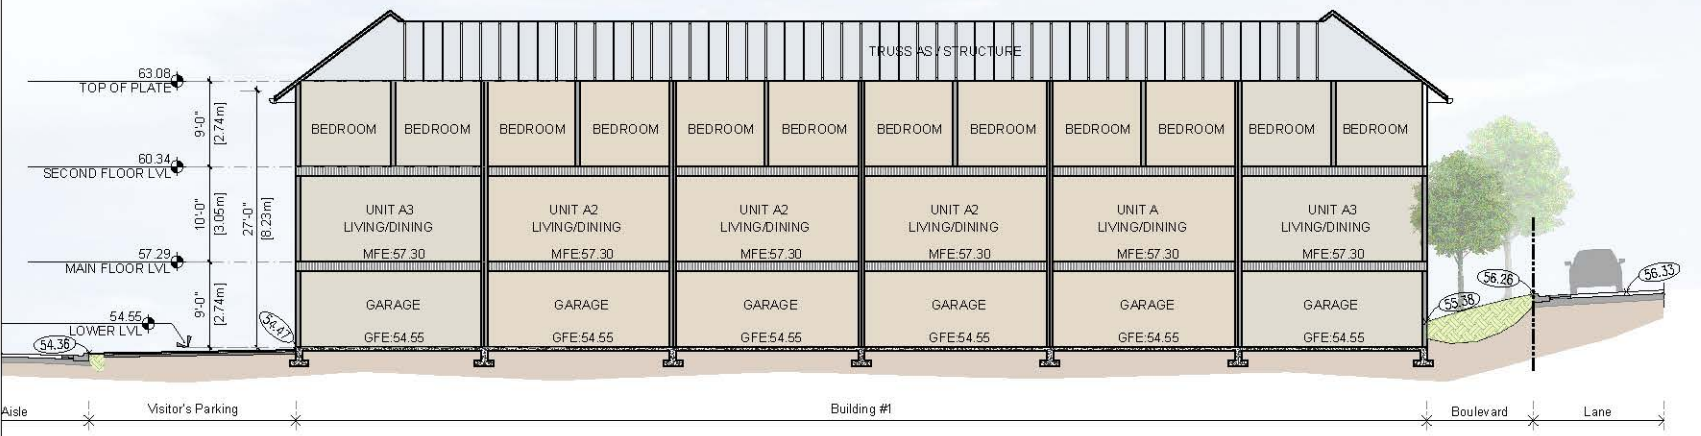 TRUSS AS / STRUCTURE
63.08
TOP OF PLATE
9'-0"
[2.74m]
BEDROOM BEDROOM BEDROOM BEDROOM BEDROOM BEDROOM BEDROOM BEDROOM BEDROOM BEDROOM BEDROOM BEDROOM
60.34
SECOND FLOOR LVL
10'-0"
[3.05m]
27'-0"
[8.23m]
UNIT A3 UNIT A2 UNIT A2 UNIT A2 UNIT A UNIT A3
LIVING/DINING LIVING/DINING LIVING/DINING LIVING/DINING LIVING/DINING LIVING/DINING
MFE:57.30 MFE:57.30 MFE:57.30 MFE:57.30 MFE:57.30 MFE:57.30
57.29
MAIN FLOOR LVL
9'-0"
[2.74m]
GARAGE GARAGE GARAGE GARAGE GARAGE GARAGE
GFE:54.55 GFE:54.55 GFE:54.55 GFE:54.55 GFE:54.55 GFE:54.55
54.55
LOWER LVL
54.36
54.47
55.38
56.26
56.33
Aisle Visitor's Parking Building #1 Boulevard Lane